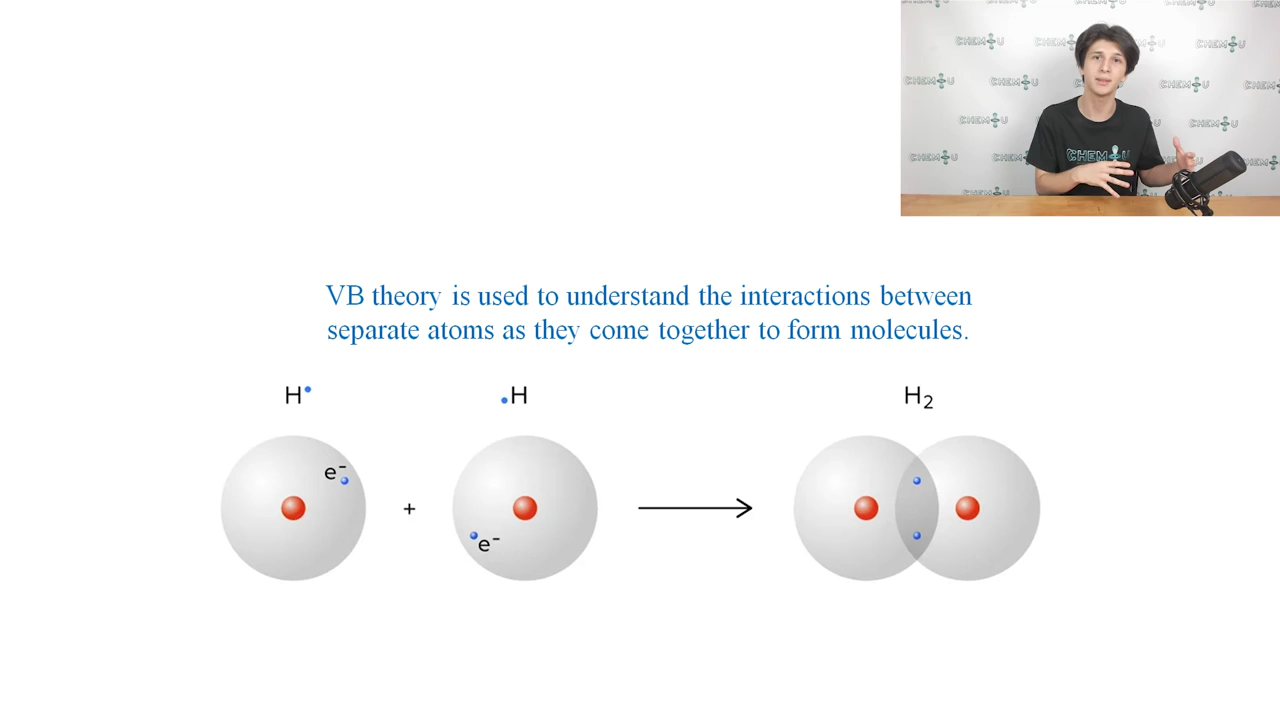 CHEM U
VB theory is used to understand the interactions between
separate atoms as they come together to form molecules.
H• •H H₂
e⁻
+
e⁻